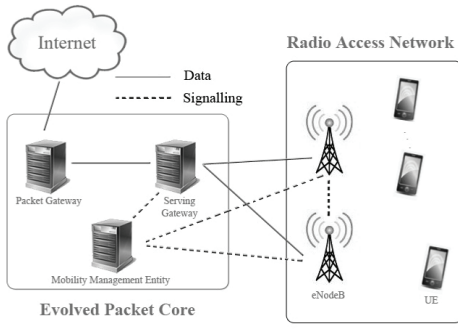 Internet
Radio Access Network
Data
Signalling
Packet Gateway
Serving
Gateway
Mobility Management Entity
eNodeB
UE
Evolved Packet Core